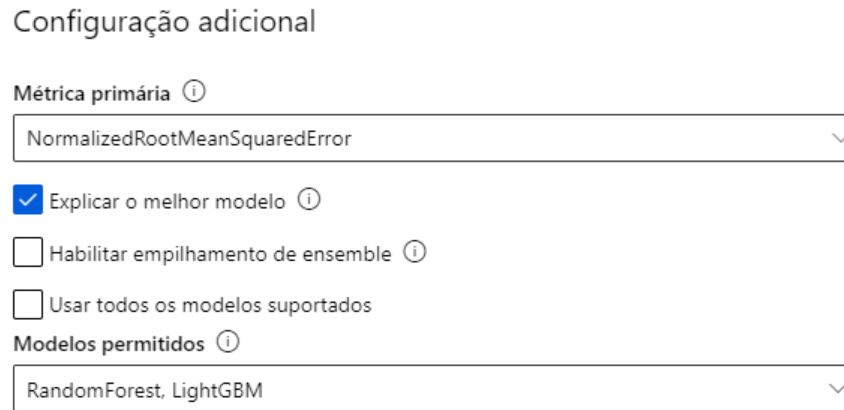 Configuração adicional
Métrica primária
NormalizedRootMeanSquaredError
Explicar o melhor modelo
Habilitar empilhamento de ensemble
Usar todos os modelos suportados
Modelos permitidos
RandomForest, LightGBM